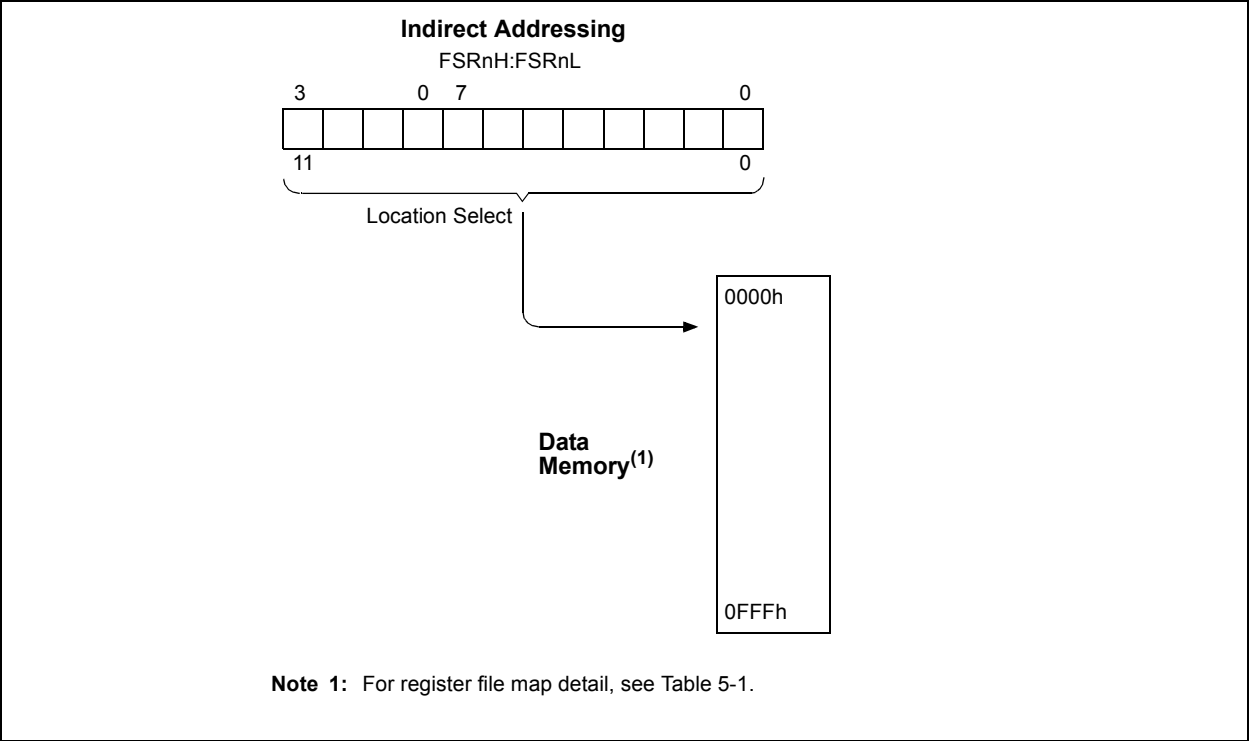 Indirect Addressing
FSRnH:FSRnL
3 0 7 0
11 0
Location Select
0000h
Data
Memory(1)
0FFFh
Note 1: For register file map detail, see Table 5-1.